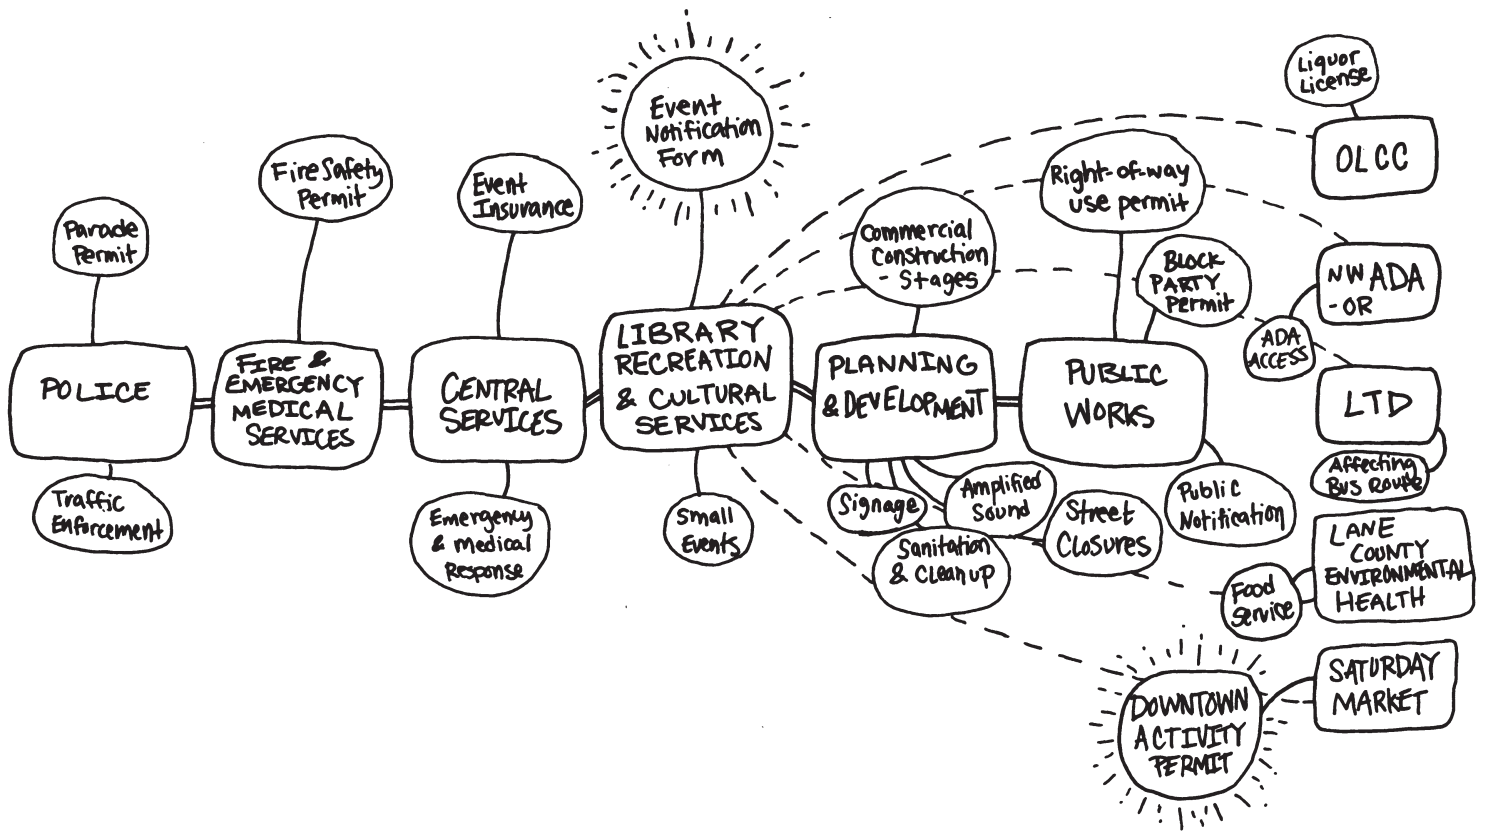 Liquor
License
Event
Notification
Form
OLCC
Fire Safety
Permit
Event
Insurance
Right-of-way
use permit
Parade
Permit
Commercial
Construction
- Stages
Block
PARTY
Permit
NW ADA
- OR
ADA
ACCESS
POLICE
FIRE &
EMERGENCY
MEDICAL
SERVICES
CENTRAL
SERVICES
LIBRARY
RECREATION
& CULTURAL
SERVICES
PLANNING
& DEVELOPMENT
PUBLIC
WORKS
LTD
Affecting
Bus Route
Traffic
Enforcement
Emergency
& Medical
Response
Small
Events
Signage
Amplified
Sound
Sanitation
& Clean up
Street
Closures
Public
Notification
LANE
COUNTY
ENVIRONMENTAL
HEALTH
Food
Service
SATURDAY
MARKET
DOWNTOWN
ACTIVITY
PERMIT